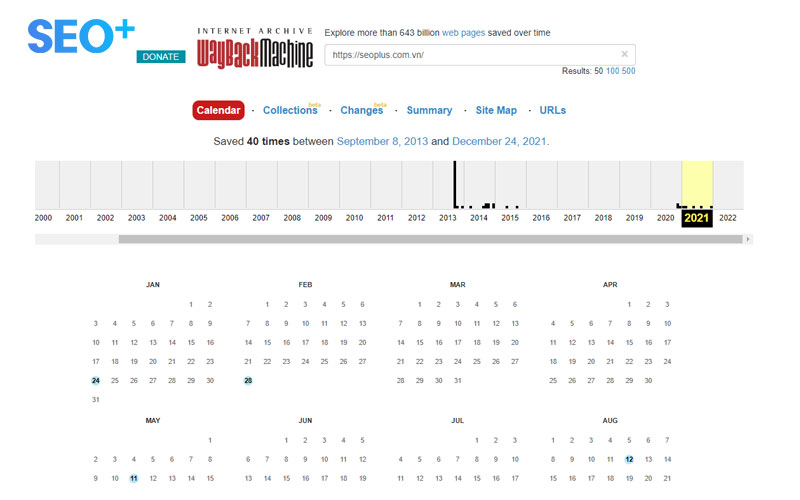 SEO+
DONATE
INTERNET ARCHIVE
WayBackMachine
Explore more than 643 billion web pages saved over time
https://seoplus.com.vn/ ×
Results: 50 100 500
Calendar · Collections beta · Changes beta · Summary · Site Map · URLs
Saved 40 times between September 8, 2013 and December 24, 2021.
2000 2001 2002 2003 2004 2005 2006 2007 2008 2009 2010 2011 2012 2013 2014 2015 2016 2017 2018 2019 2020 2021 2022
JAN FEB MAR APR
1 2 1 2 3 4 5 6 1 2 3 4 5 6 1 2 3
3 4 5 6 7 8 9 7 8 9 10 11 12 13 7 8 9 10 11 12 13 4 5 6 7 8 9 10
10 11 12 13 14 15 16 14 15 16 17 18 19 20 14 15 16 17 18 19 20 11 12 13 14 15 16 17
17 18 19 20 21 22 23 21 22 23 24 25 26 27 21 22 23 24 25 26 27 18 19 20 21 22 23 24
24 25 26 27 28 29 30 28 28 29 30 31 25 26 27 28 29 30
31
MAY JUN JUL AUG
1 1 2 3 4 5 1 2 3 1 2 3 4 5 6 7
2 3 4 5 6 7 8 6 7 8 9 10 11 12 4 5 6 7 8 9 10 8 9 10 11 12 13 14
9 10 11 12 13 14 15 13 14 15 16 17 18 19 11 12 13 14 15 16 17 15 16 17 18 19 20 21